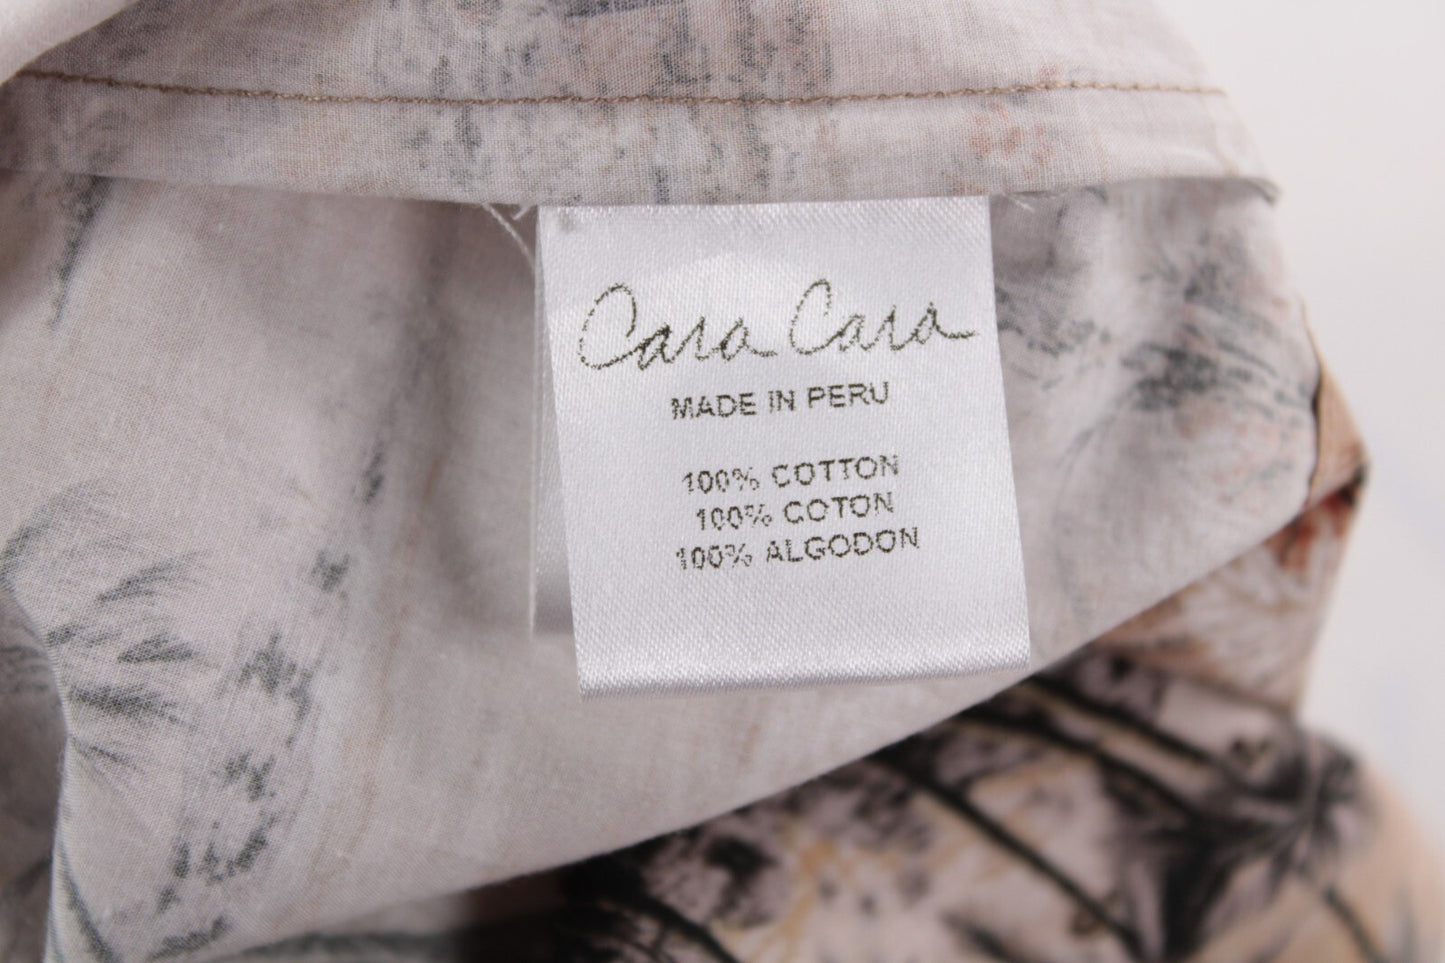 Cara Cara
MADE IN PERU
100% COTTON
100% COTON
100% ALGODON